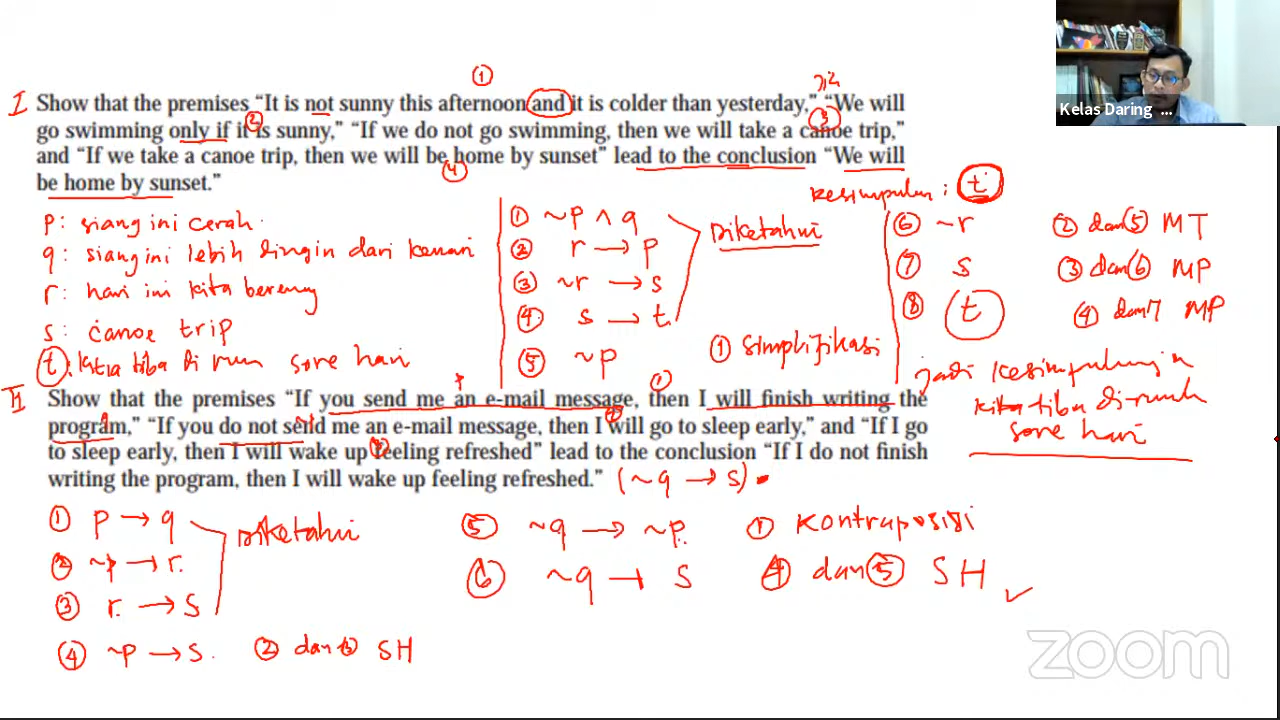 I Show that the premises “It is not sunny this afternoon and it is colder than yesterday,” “We will
go swimming only if it is sunny,” “If we do not go swimming, then we will take a canoe trip,”
and “If we take a canoe trip, then we will be home by sunset” lead to the conclusion “We will
be home by sunset.”
① ② ③ ④
Kelas Daring ...
p: siang ini cerah.
q: siang ini lebih dingin dari kemari
r: hari ini kita berenang
s: canoe trip
t: kita tiba di rumah sore hari
① ~p ∧ q
② r → p
③ ~r → s
④ s → t
Diketahui
⑤ ~p ① Simplifikasi
kesimpulan : t
⑥ ~r ② dan ⑤ MT
⑦ s ③ dan ⑥ MP
⑧ t ④ dan 7 MP
jadi kesimpulannya
kita tiba dirumah
sore hari
II Show that the premises “If you send me an e-mail message, then I will finish writing the
program,” “If you do not send me an e-mail message, then I will go to sleep early,” and “If I go
to sleep early, then I will wake up feeling refreshed” lead to the conclusion “If I do not finish
writing the program, then I will wake up feeling refreshed.” (~q → s)
① p → q
② ~p → r.
③ r. → s
Diketahui
④ ~p → s. ② dan ③ SH
⑤ ~q → ~p. ① Kontraposisi
⑥ ~q → s ④ dan ⑤ SH
zoom